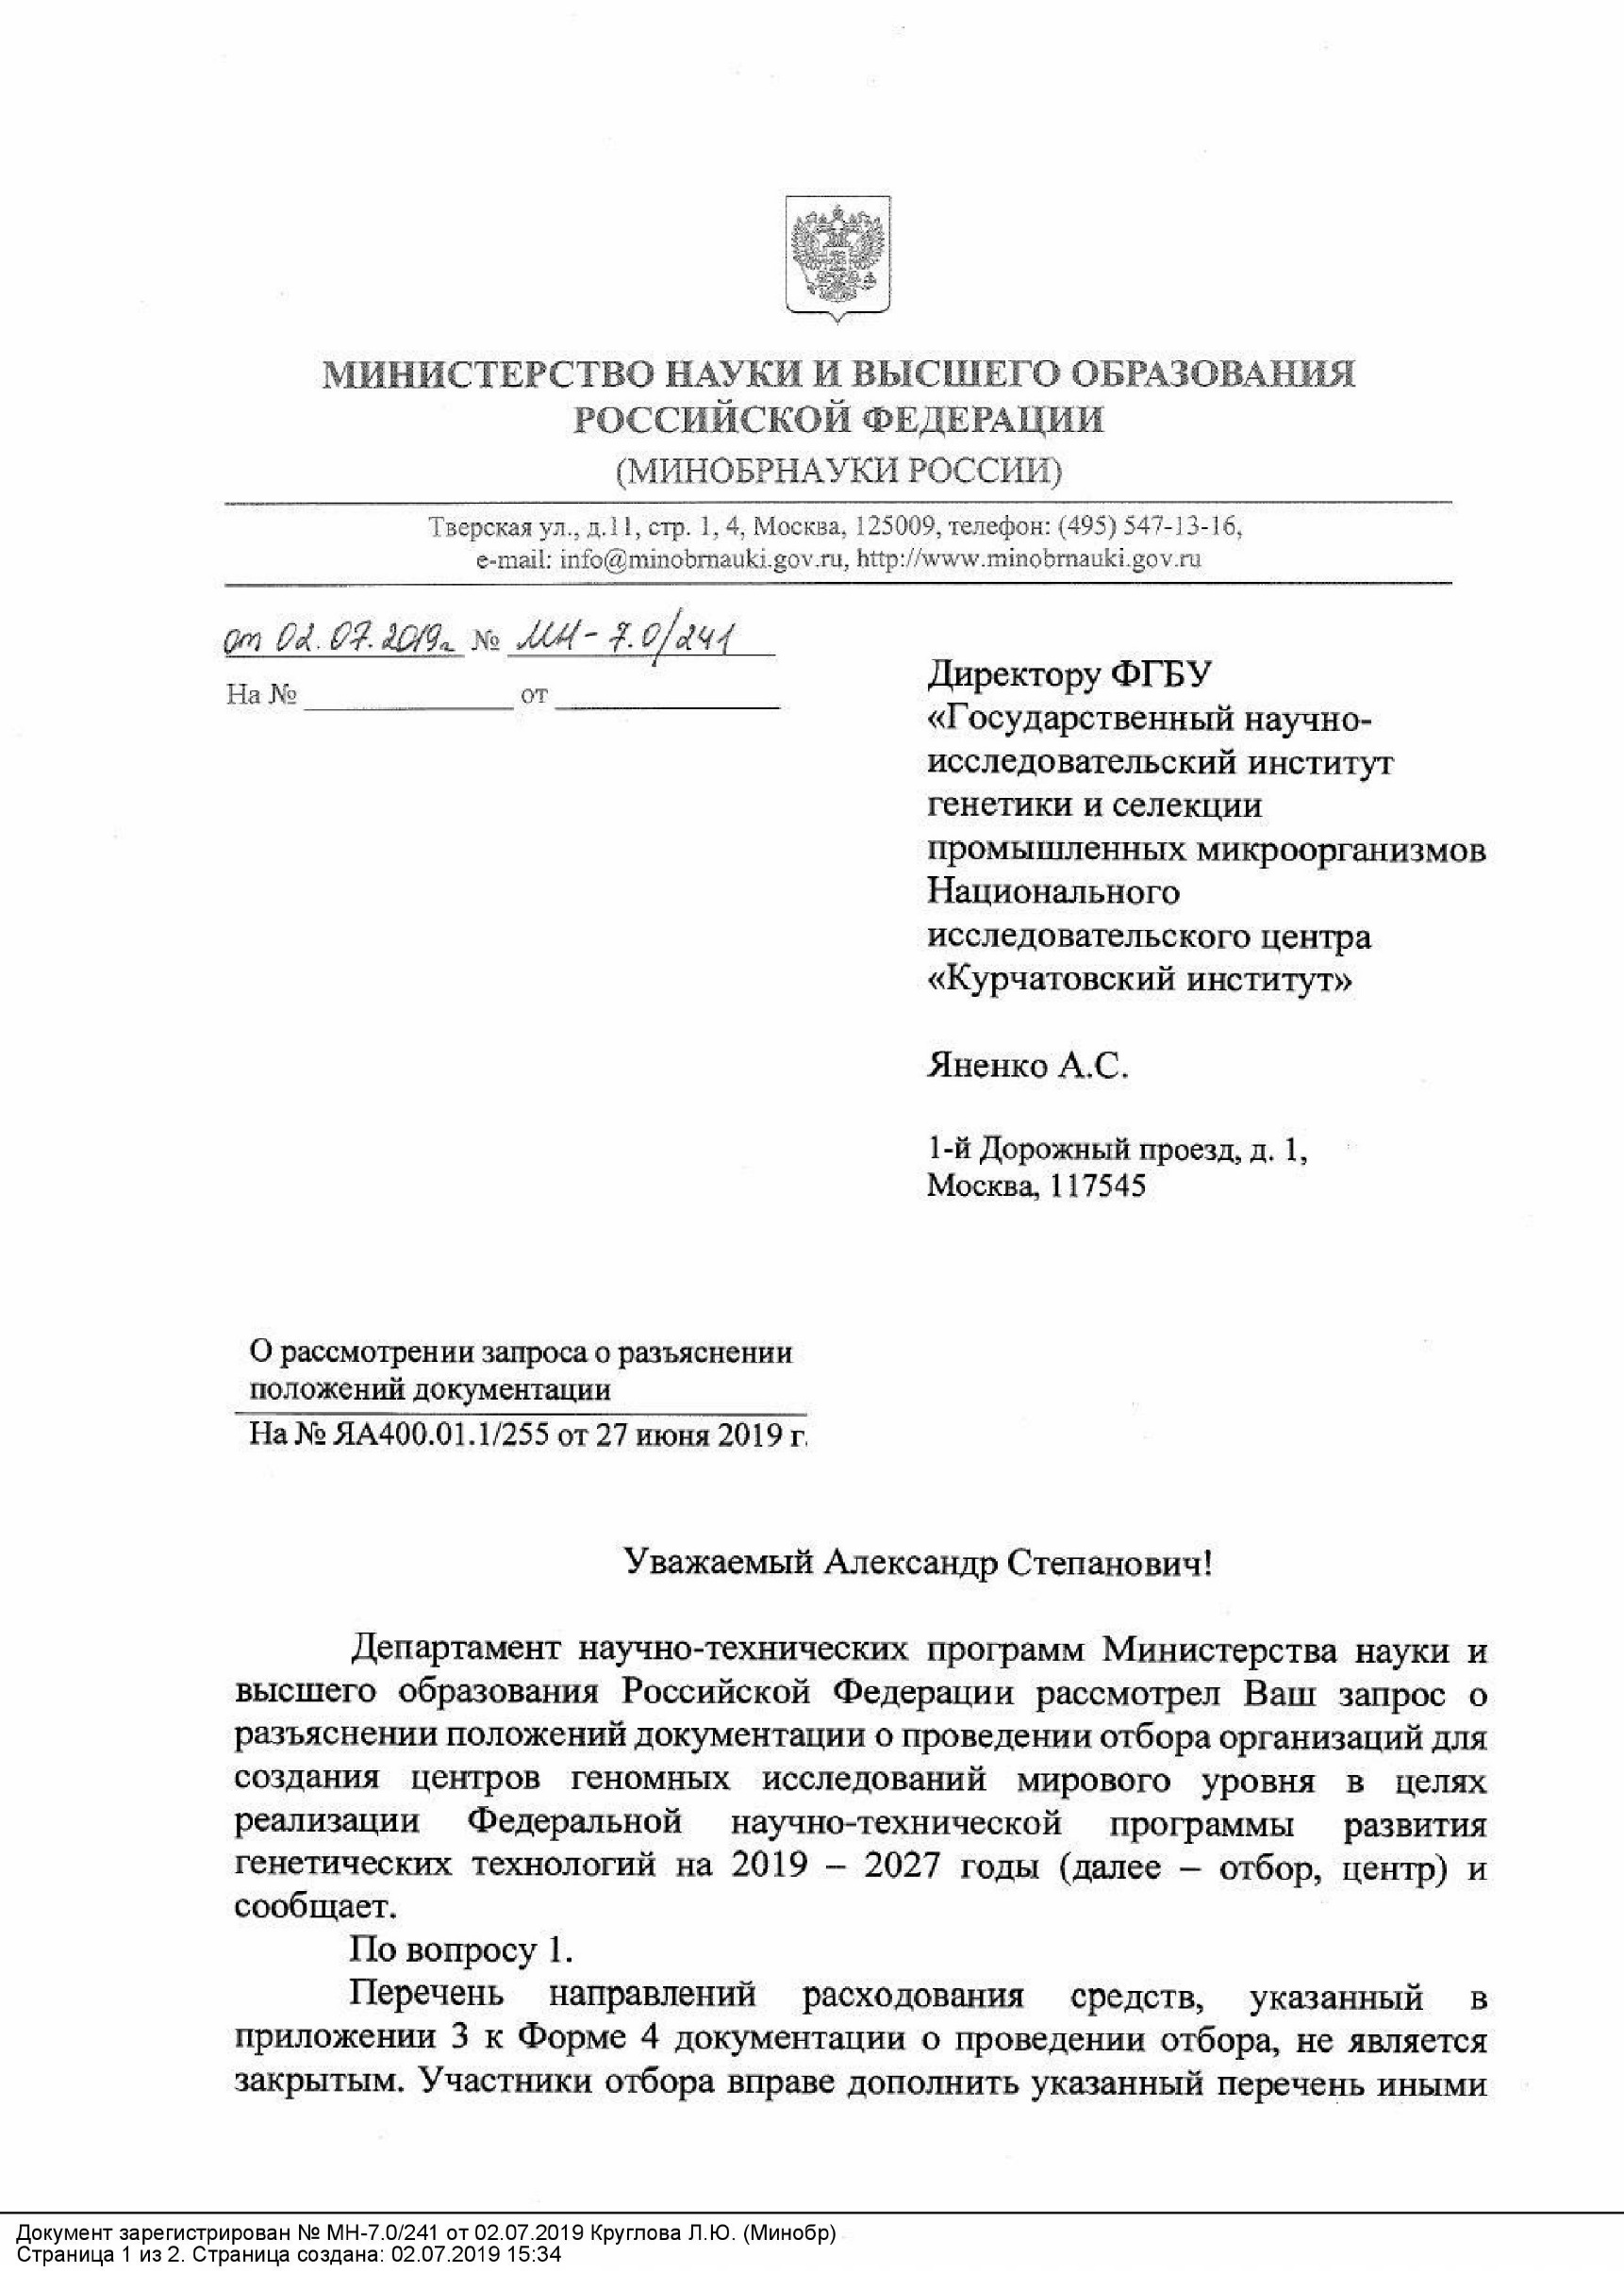 МИНИСТЕРСТВО НАУКИ И ВЫСШЕГО ОБРАЗОВАНИЯ
РОССИЙСКОЙ ФЕДЕРАЦИИ
(МИНОБРНАУКИ РОССИИ)
Тверская ул., д.11, стр. 1, 4, Москва, 125009, телефон: (495) 547-13-16,
e-mail: info@minobrnauki.gov.ru, http://www.minobrnauki.gov.ru
от 02.07.2019г № МН-7.0/241
На № от
Директору ФГБУ
«Государственный научно-
исследовательский институт
генетики и селекции
промышленных микроорганизмов
Национального
исследовательского центра
«Курчатовский институт»
Яненко А.С.
1-й Дорожный проезд, д. 1,
Москва, 117545
О рассмотрении запроса о разъяснении
положений документации
На № ЯА400.01.1/255 от 27 июня 2019 г.
Уважаемый Александр Степанович!
Департамент научно-технических программ Министерства науки и
высшего образования Российской Федерации рассмотрел Ваш запрос о
разъяснении положений документации о проведении отбора организаций для
создания центров геномных исследований мирового уровня в целях
реализации Федеральной научно-технической программы развития
генетических технологий на 2019 – 2027 годы (далее – отбор, центр) и
сообщает.
По вопросу 1.
Перечень направлений расходования средств, указанный в
приложении 3 к Форме 4 документации о проведении отбора, не является
закрытым. Участники отбора вправе дополнить указанный перечень иными
Документ зарегистрирован № МН-7.0/241 от 02.07.2019 Круглова Л.Ю. (Минобр)
Страница 1 из 2. Страница создана: 02.07.2019 15:34